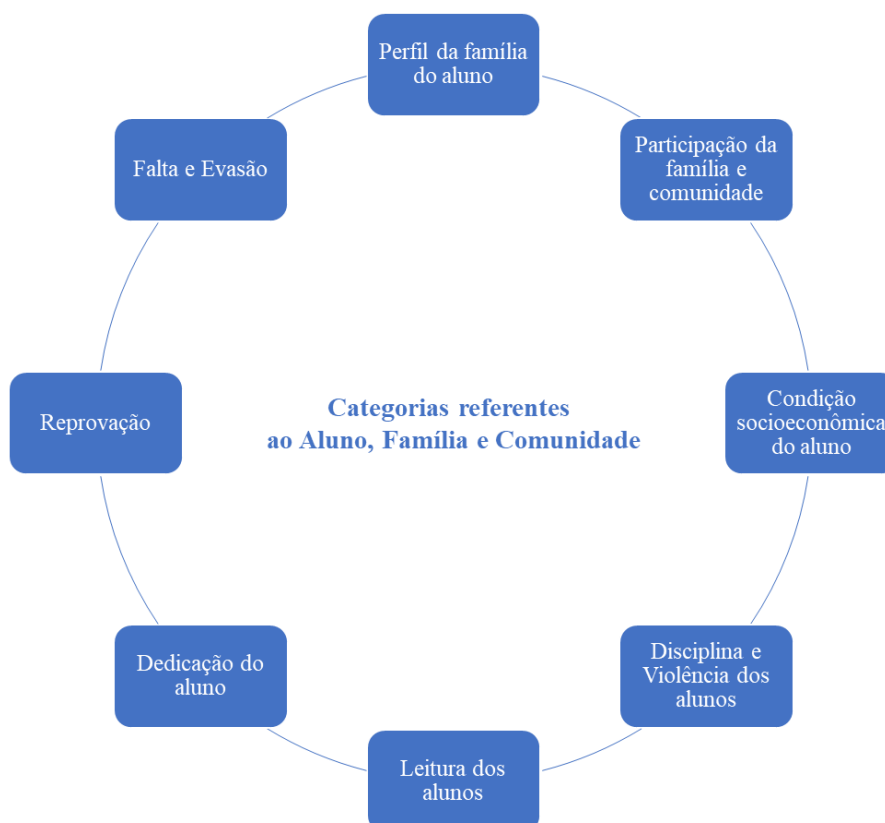 Perfil da família
do aluno
Participação da
família e
comunidade
Condição
socioeconômica
do aluno
Disciplina e
Violência dos
alunos
Leitura dos
alunos
Dedicação do
aluno
Reprovação
Falta e Evasão
Categorias referentes
ao Aluno, Família e Comunidade